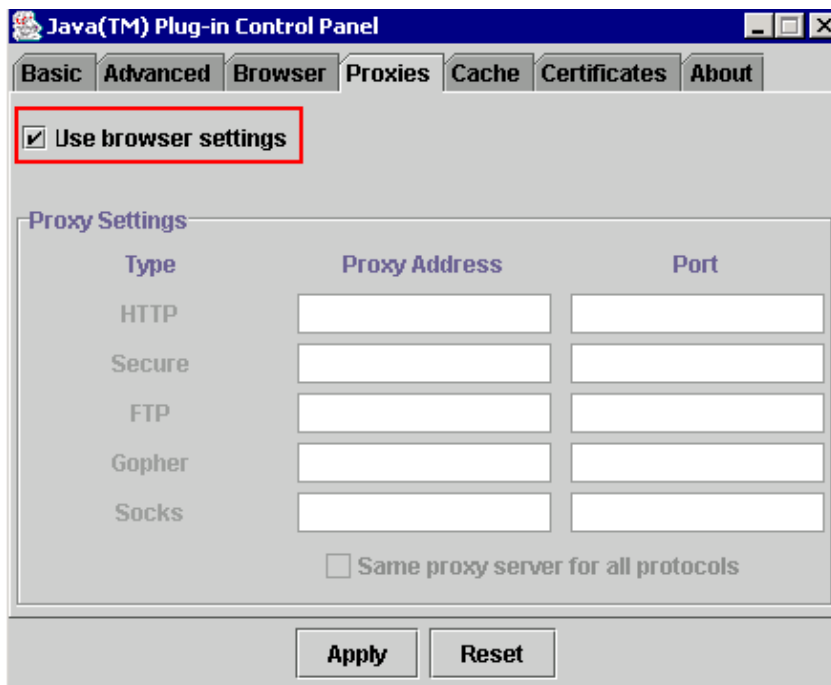 Java(TM) Plug-in Control Panel
Basic Advanced Browser Proxies Cache Certificates About
Use browser settings
Proxy Settings
Type Proxy Address Port
HTTP
Secure
FTP
Gopher
Socks
Same proxy server for all protocols
Apply Reset